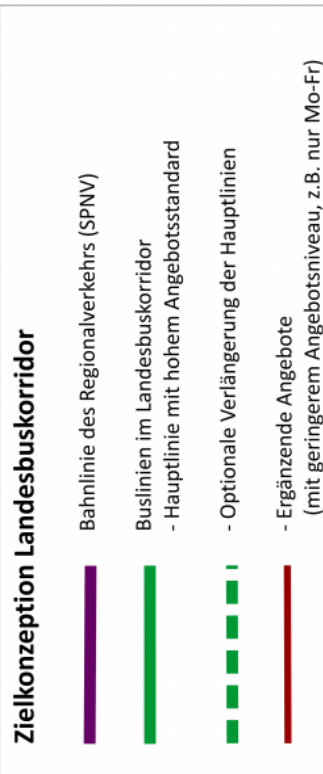 Zielkonzeption Landesbuskorridor
Bahnlinie des Regionalverkehrs (SPNV)
Buslinien im Landesbuskorridor
- Hauptlinie mit hohem Angebotsstandard
- Optionale Verlängerung der Hauptlinien
- Ergänzende Angebote
(mit geringerem Angebotsniveau, z.B. nur Mo-Fr)